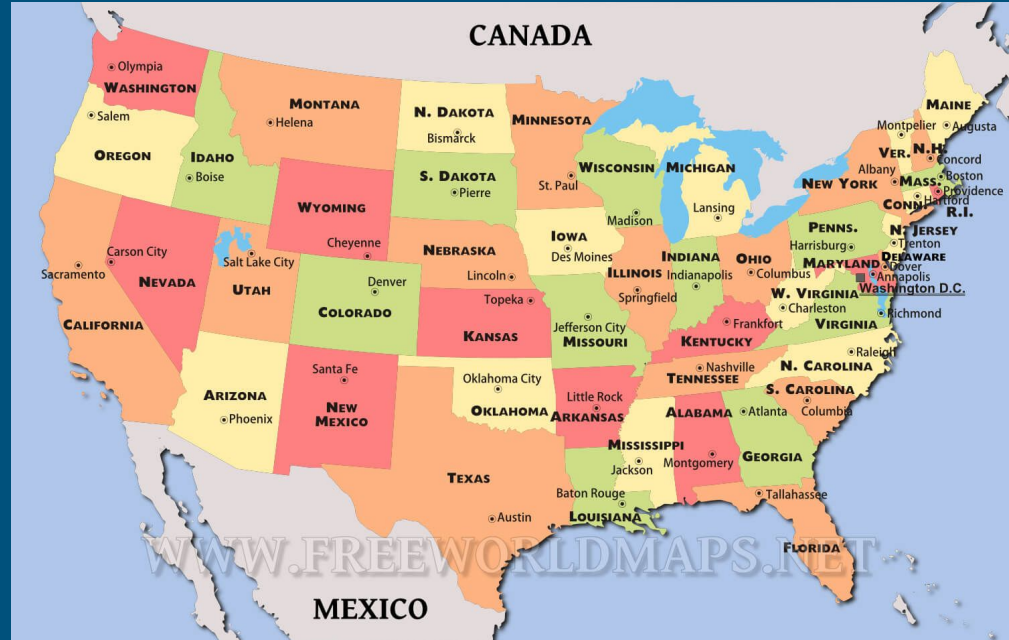 CANADA
Olympia
WASHINGTON
Salem
OREGON
IDAHO
Boise
MONTANA
Helena
N. DAKOTA
Bismarck
MINNESOTA
St. Paul
S. DAKOTA
Pierre
WISCONSIN
Madison
MICHIGAN
Lansing
MAINE
Augusta
Montpelier
VER.
N.H.
Concord
Albany
NEW YORK
MASS.
Boston
Providence
Hartford
CONN.
R.I.
WYOMING
Cheyenne
Carson City
Sacramento
NEVADA
CALIFORNIA
Salt Lake City
UTAH
Denver
COLORADO
NEBRASKA
Lincoln
IOWA
Des Moines
ILLINOIS
Springfield
INDIANA
Indianapolis
OHIO
Columbus
PENNS.
Harrisburg
N. JERSEY
Trenton
DELAWARE
Dover
MARYLAND
Annapolis
Washington D.C.
W. VIRGINIA
Charleston
Richmond
VIRGINIA
Topeka
KANSAS
Jefferson City
MISSOURI
Frankfort
KENTUCKY
Nashville
TENNESSEE
Raleigh
N. CAROLINA
S. CAROLINA
Columbia
ARIZONA
Phoenix
Santa Fe
NEW
MEXICO
Oklahoma City
OKLAHOMA
Little Rock
ARKANSAS
MISSISSIPPI
Jackson
ALABAMA
Montgomery
Atlanta
GEORGIA
TEXAS
Austin
Baton Rouge
LOUISIANA
Tallahassee
FLORIDA
WWW.FREEWORLDMAPS.NET
MEXICO